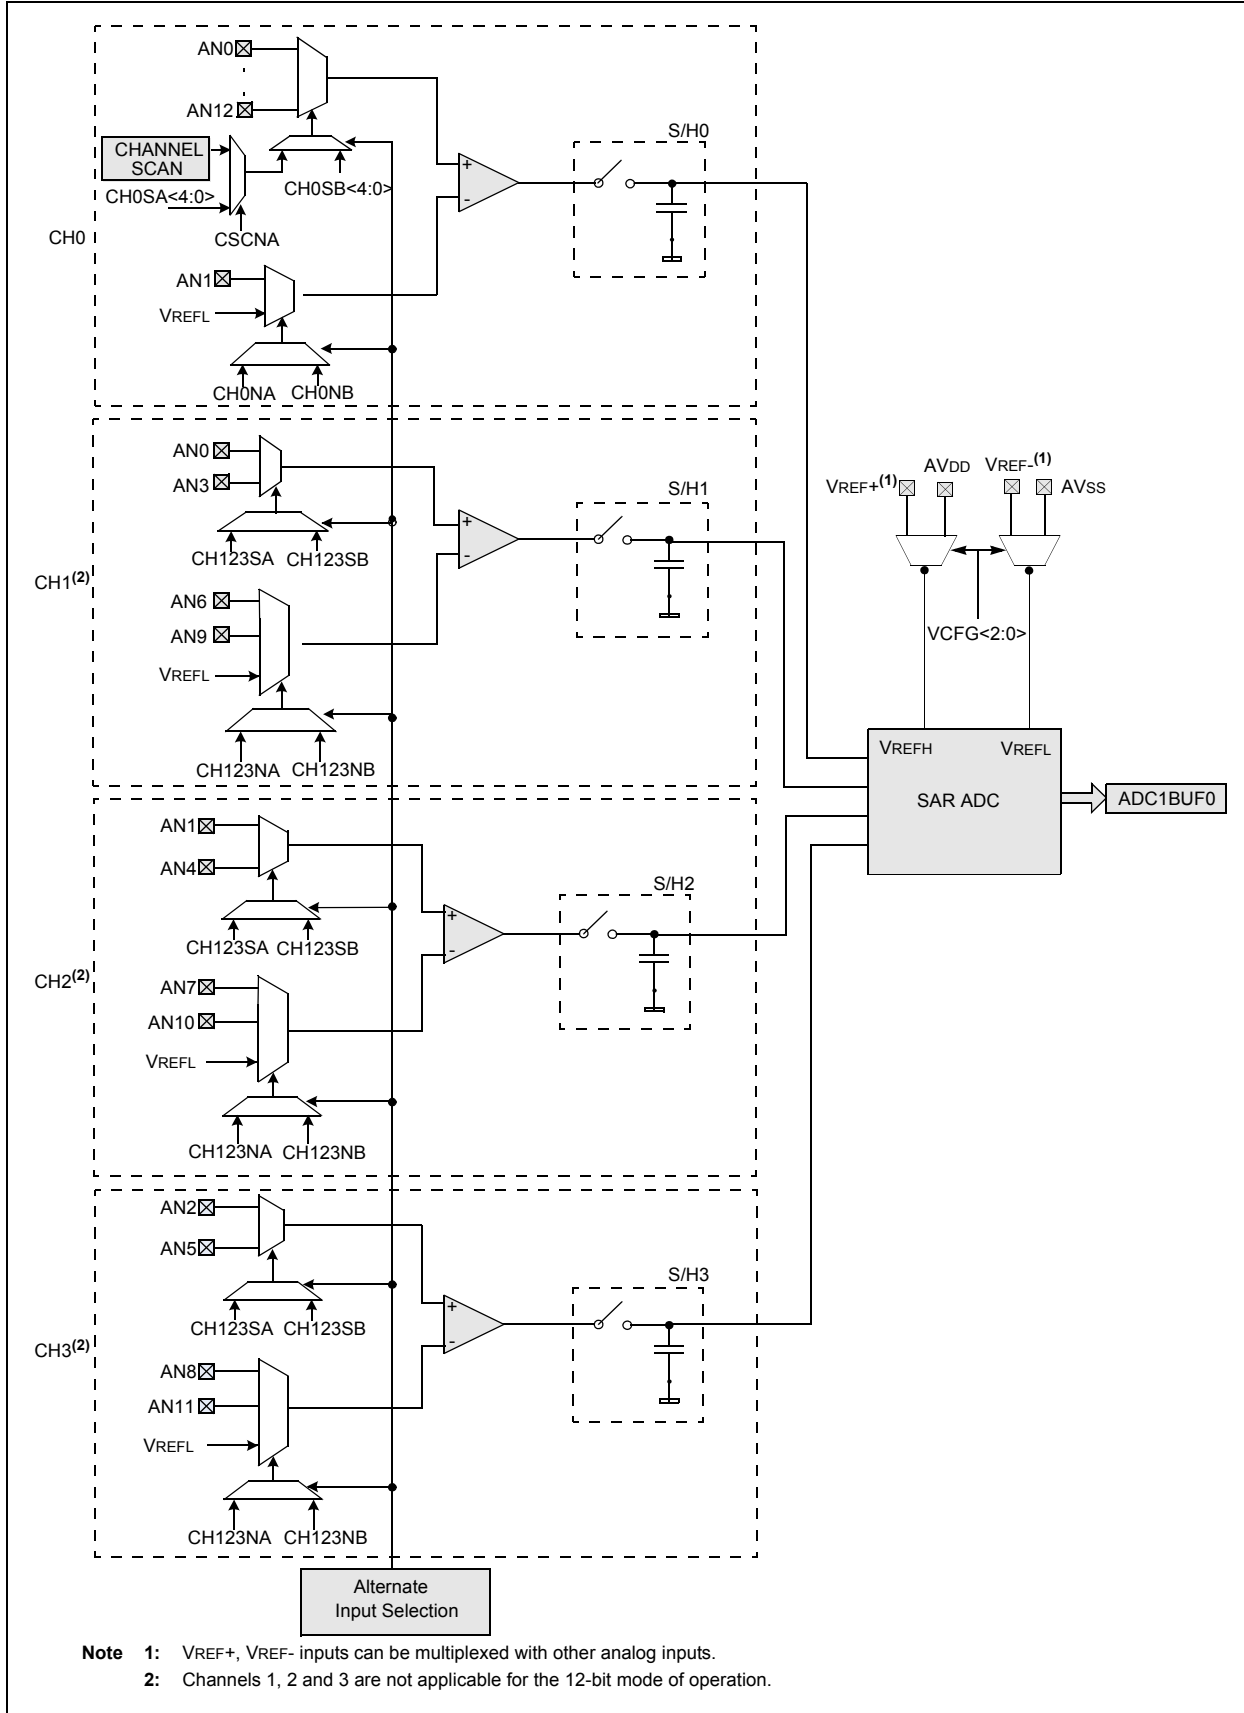 AN0
AN12
CHANNEL
SCAN
CH0SA<4:0>
CH0SB<4:0>
CSCNA
CH0
AN1
VREFL
CH0NA CH0NB
+
-
S/H0
AN0
AN3
CH123SA CH123SB
CH1(2)
AN6
AN9
VREFL
CH123NA CH123NB
+
-
S/H1
VREF+(1)
AVDD
VREF-(1)
AVSS
VCFG<2:0>
VREFH VREFL
SAR ADC
ADC1BUF0
AN1
AN4
CH123SA CH123SB
CH2(2)
AN7
AN10
VREFL
CH123NA CH123NB
+
-
S/H2
AN2
AN5
CH123SA CH123SB
CH3(2)
AN8
AN11
VREFL
CH123NA CH123NB
+
-
S/H3
Alternate
Input Selection
Note 1: VREF+, VREF- inputs can be multiplexed with other analog inputs.
2: Channels 1, 2 and 3 are not applicable for the 12-bit mode of operation.